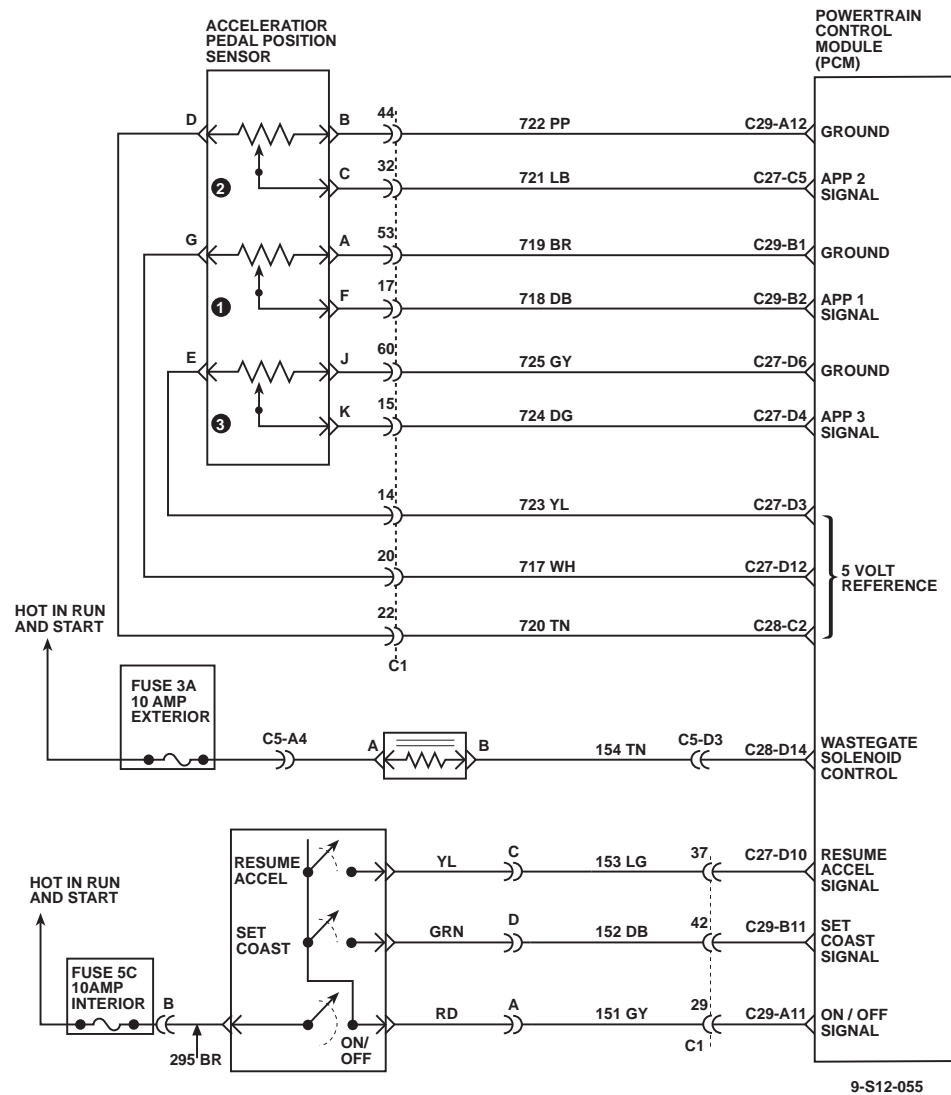 ACCELERATIOR
PEDAL POSITION
SENSOR
POWERTRAIN
CONTROL
MODULE
(PCM)
D
B
44
722 PP
C29-A12
GROUND
2
C
32
721 LB
C27-C5
APP 2
SIGNAL
G
A
53
719 BR
C29-B1
GROUND
1
F
17
718 DB
C29-B2
APP 1
SIGNAL
E
J
60
725 GY
C27-D6
GROUND
3
K
15
724 DG
C27-D4
APP 3
SIGNAL
14
723 YL
C27-D3
20
717 WH
C27-D12
5 VOLT
REFERENCE
22
720 TN
C28-C2
C1
HOT IN RUN
AND START
FUSE 3A
10 AMP
EXTERIOR
C5-A4
A
B
154 TN
C5-D3
C28-D14
WASTEGATE
SOLENOID
CONTROL
HOT IN RUN
AND START
RESUME
ACCEL
YL
C
153 LG
37
C27-D10
RESUME
ACCEL
SIGNAL
SET
COAST
GRN
D
152 DB
42
C29-B11
SET
COAST
SIGNAL
FUSE 5C
10AMP
INTERIOR
B
295 BR
ON/
OFF
RD
A
151 GY
29
C1
C29-A11
ON / OFF
SIGNAL
9-S12-055